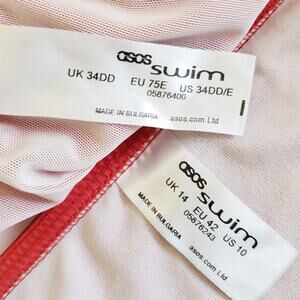 asos swim
UK 34DD EU 75E US 34DD/E
05876400
MADE IN BULGARIA asos.com Ltd
asos swim
UK 14 EU 42 US 10
05876243
MADE IN BULGARIA
asos.com Ltd